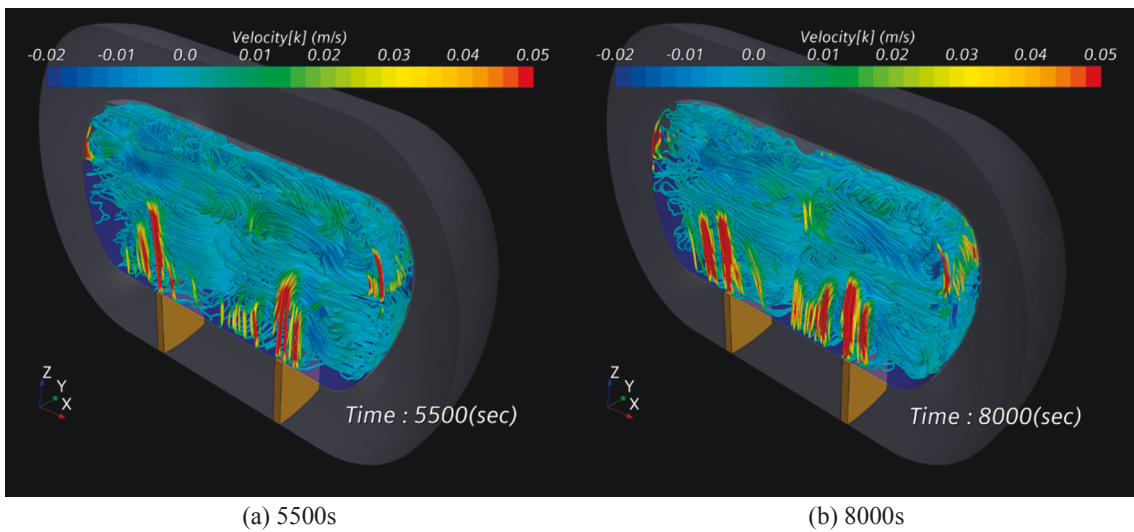 Velocity[k] (m/s)
-0.02 -0.01 0.0 0.01 0.02 0.03 0.04 0.05
Z
Y
X
Time : 5500(sec)
(a) 5500s
Velocity[k] (m/s)
-0.02 -0.01 0.0 0.01 0.02 0.03 0.04 0.05
Z
Y
X
Time : 8000(sec)
(b) 8000s